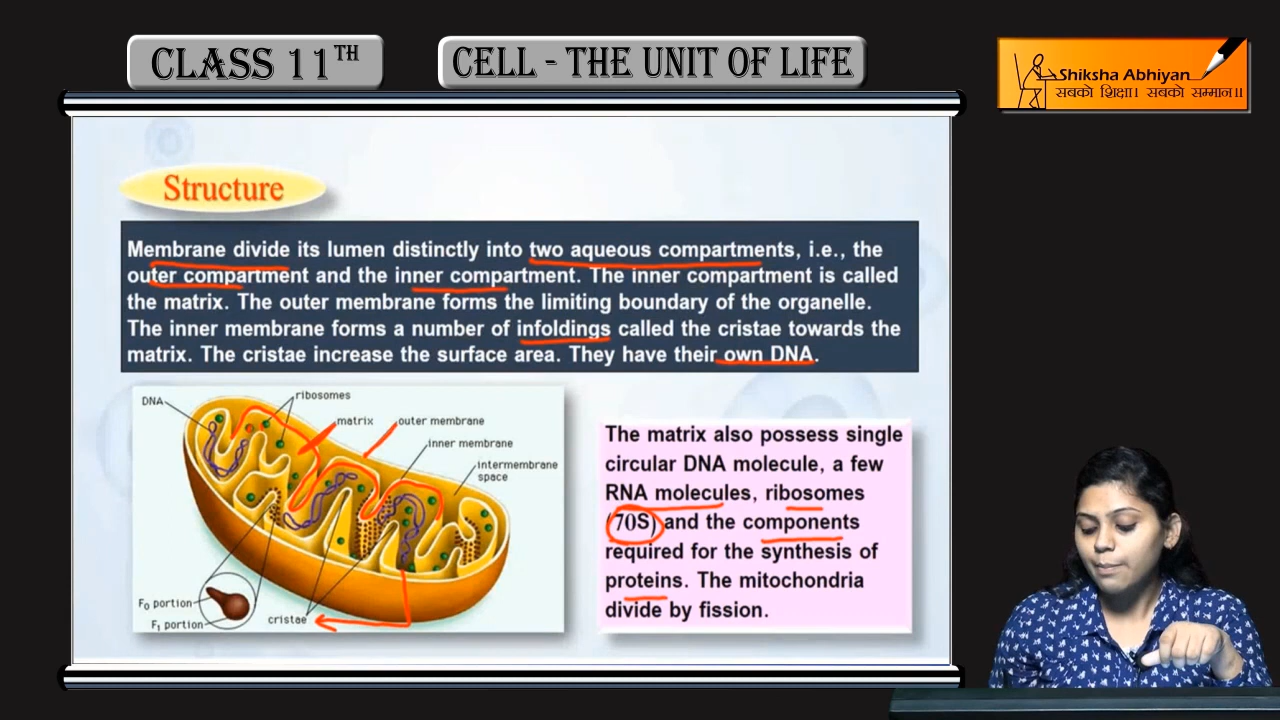 CLASS 11TH
CELL - THE UNIT OF LIFE
Shiksha Abhiyan
सबको शिक्षा। सबको सम्मान॥
Structure
Membrane divide its lumen distinctly into two aqueous compartments, i.e., the
outer compartment and the inner compartment. The inner compartment is called
the matrix. The outer membrane forms the limiting boundary of the organelle.
The inner membrane forms a number of infoldings called the cristae towards the
matrix. The cristae increase the surface area. They have their own DNA.
DNA
ribosomes
matrix
outer membrane
inner membrane
intermembrane
space
F0 portion
F1 portion
cristae
The matrix also possess single
circular DNA molecule, a few
RNA molecules, ribosomes
(70S) and the components
required for the synthesis of
proteins. The mitochondria
divide by fission.